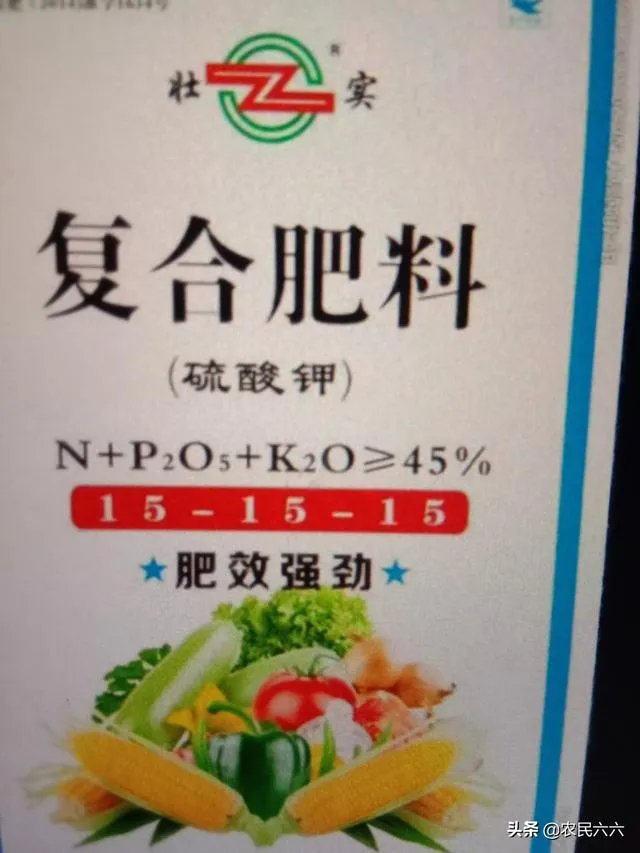 壮 实
®
复合肥料
(硫酸钾)
N+P₂O₅+K₂O≥45%
15-15-15
★肥效强劲★
头条 @农民六六